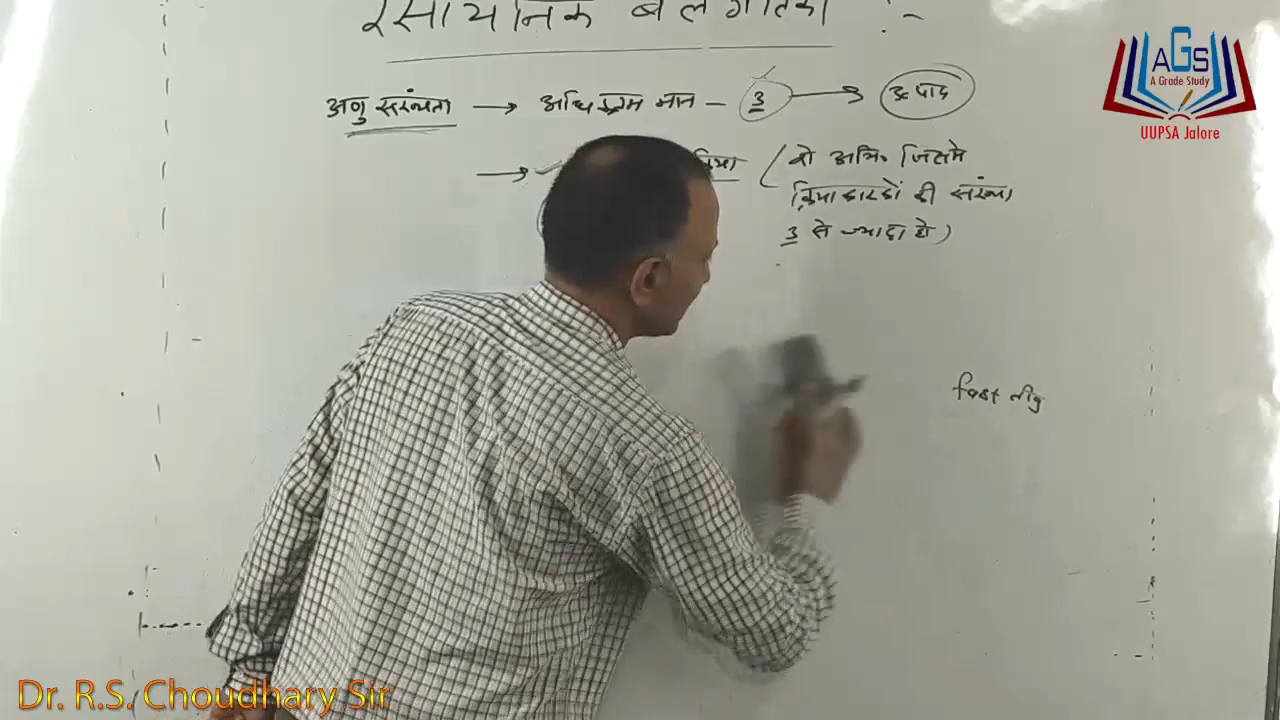 रसायनिक बलगतिका :-
अणु संख्यता → अधिकतम मान - 3 → उत्पाद
→ क्रिया (वो अभि॰ जिसमे
क्रियाकारकों की संख्या
3 से ज्यादा हो)
fast तीव्र
AGS
A Grade Study
UUPSA Jalore
Dr. R.S. Choudhary Sir